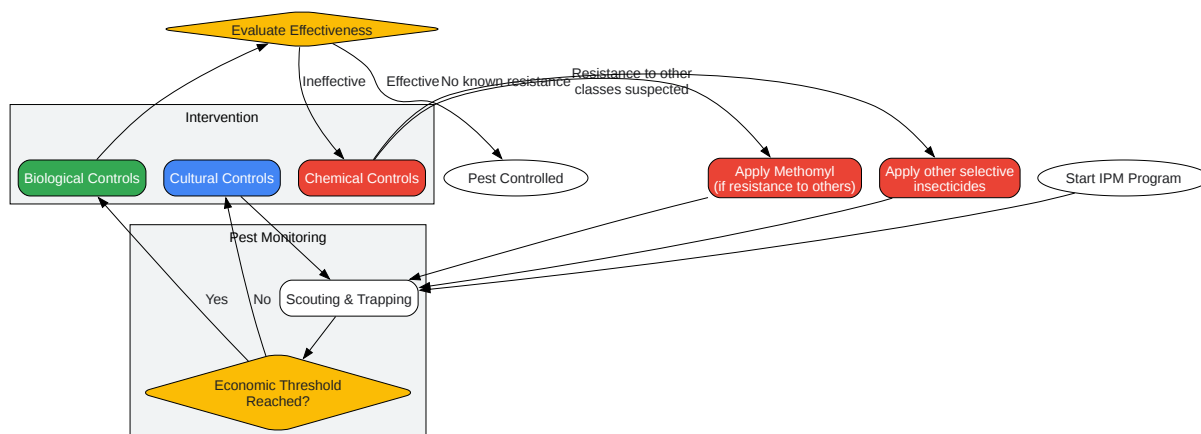 Evaluate Effectiveness
Ineffective
Effective
No known resistance
Resistance to other
classes suspected
Intervention
Biological Controls
Cultural Controls
Chemical Controls
Pest Controlled
Apply Methomyl
(if resistance to others)
Apply other selective
insecticides
Start IPM Program
Pest Monitoring
Scouting & Trapping
Yes
No
Economic Threshold
Reached?